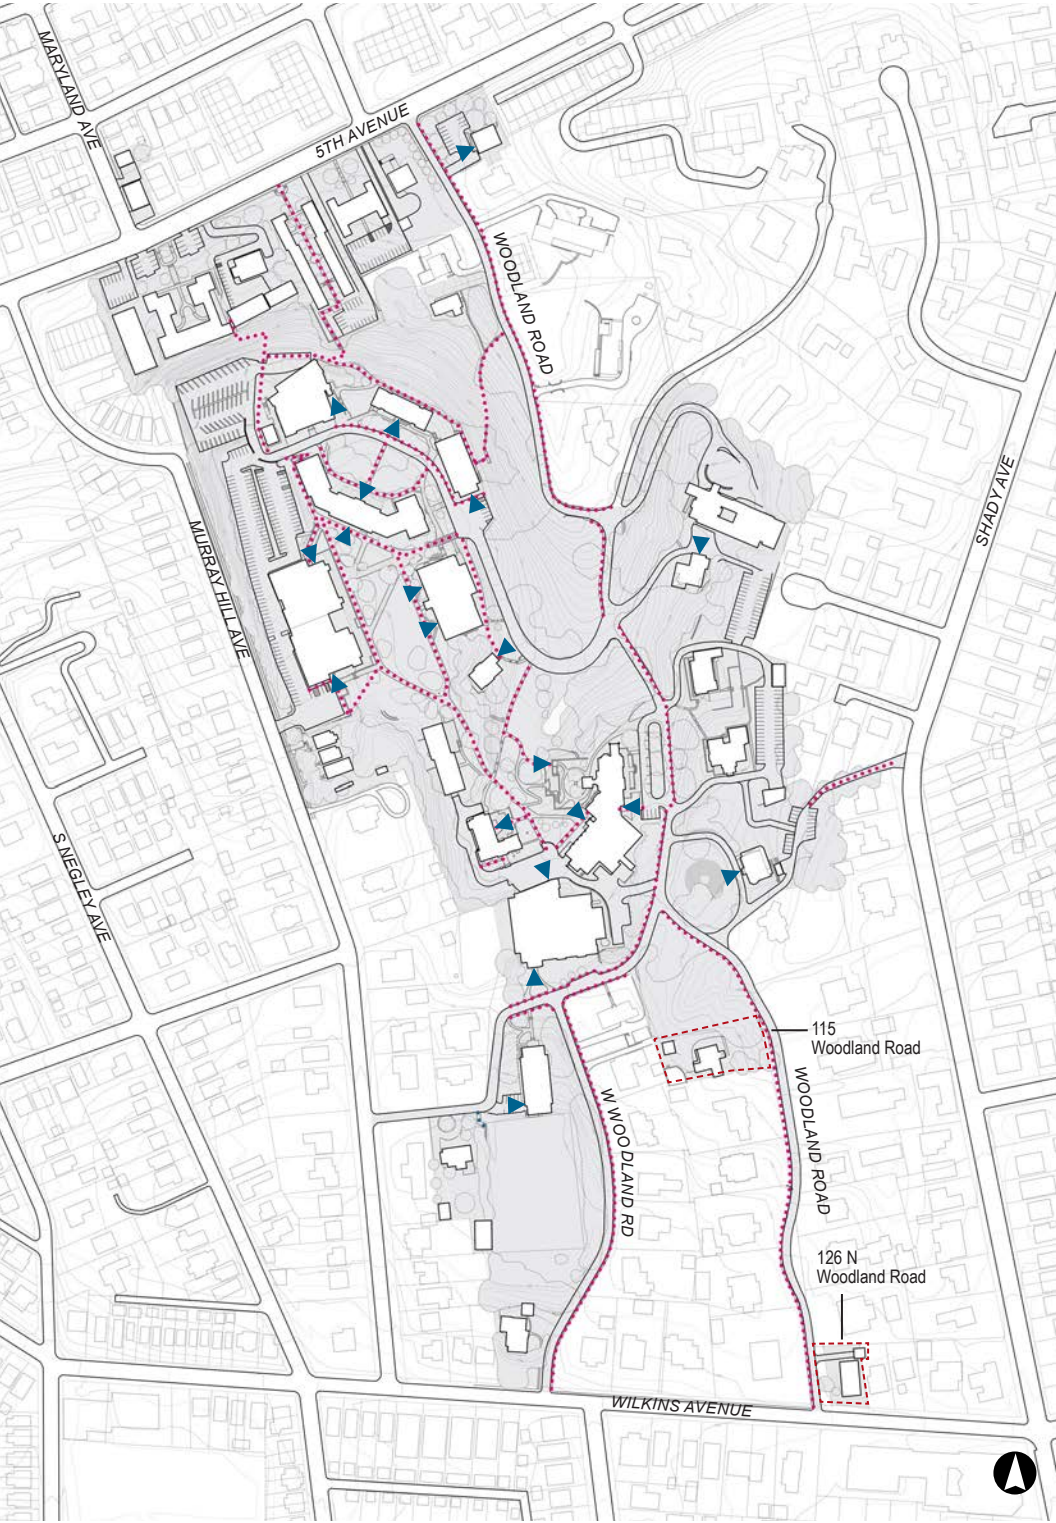 MARYLAND AVE
5TH AVENUE
WOODLAND ROAD
SHADY AVE
MURRAY HILL AVE
S NEGLEY AVE
115
Woodland Road
WOODLAND ROAD
W WOODLAND RD
126 N
Woodland Road
WILKINS AVENUE